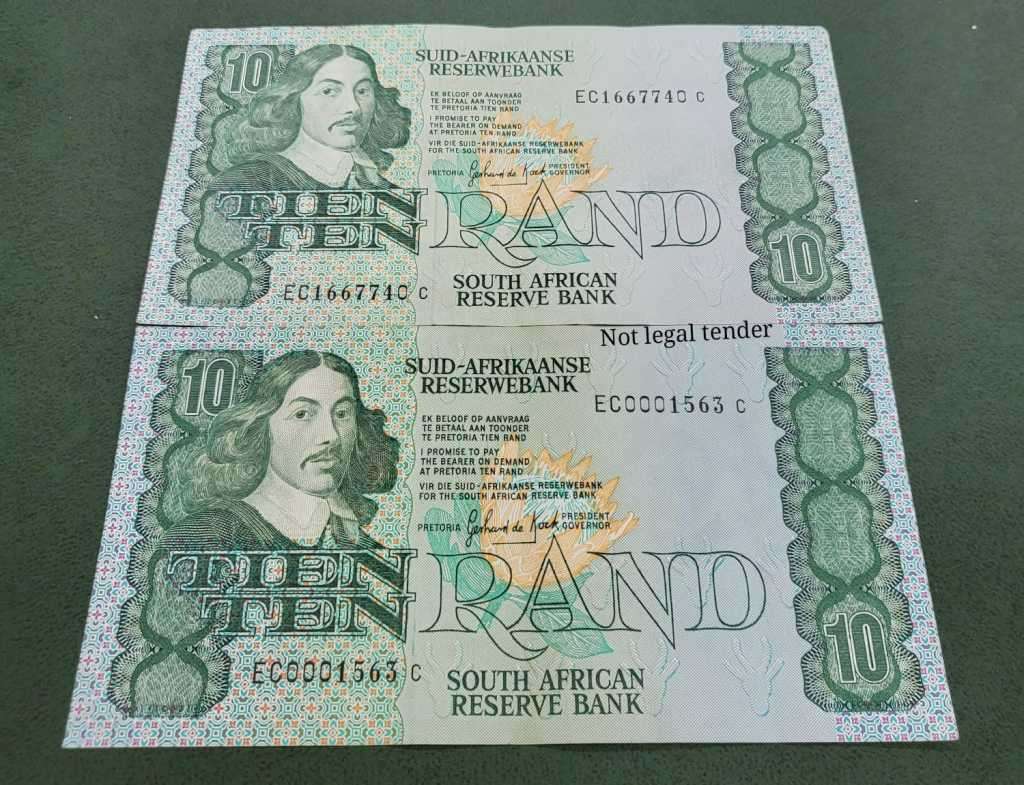 10
SUID-AFRIKAANSE
RESERWEBANK
EK BELOOF OP AANVRAAG
TE BETAAL AAN TOONDER
TE PRETORIA TIEN RAND
I PROMISE TO PAY
THE BEARER ON DEMAND
AT PRETORIA TEN RAND
VIR DIE SUID-AFRIKAANSE RESERWEBANK
FOR THE SOUTH AFRICAN RESERVE BANK
PRETORIA Gerhard de Kock PRESIDENT
GOVERNOR
EC1667740 C
TIEN
TEN RAND
10
EC1667740 C
SOUTH AFRICAN
RESERVE BANK
Not legal tender
10
SUID-AFRIKAANSE
RESERWEBANK
EC0001563 C
EK BELOOF OP AANVRAAG
TE BETAAL AAN TOONDER
TE PRETORIA TIEN RAND
I PROMISE TO PAY
THE BEARER ON DEMAND
AT PRETORIA TEN RAND
VIR DIE SUID-AFRIKAANSE RESERWEBANK
FOR THE SOUTH AFRICAN RESERVE BANK
PRETORIA Gerhard de Kock PRESIDENT
GOVERNOR
TIEN
TEN RAND
10
EC0001563 C
SOUTH AFRICAN
RESERVE BANK